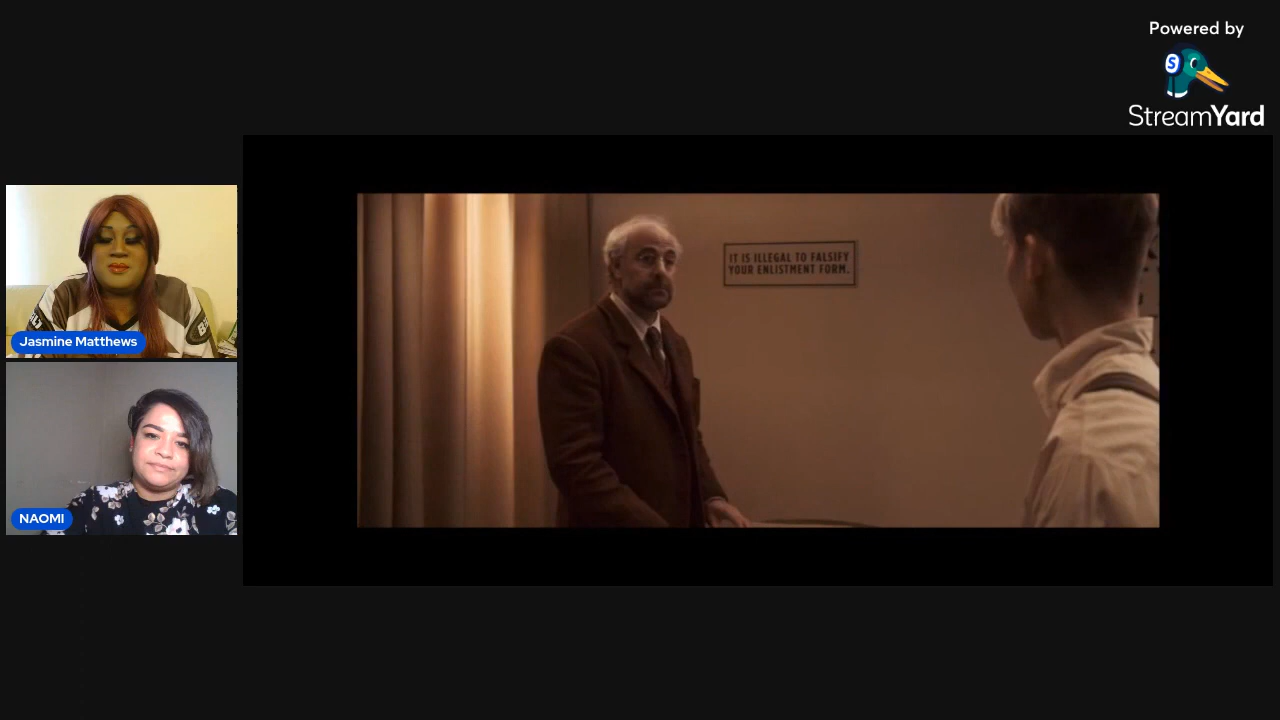 Powered by
S
StreamYard
Jasmine Matthews
NAOMI
IT IS ILLEGAL TO FALSIFY
YOUR ENLISTMENT FORM.